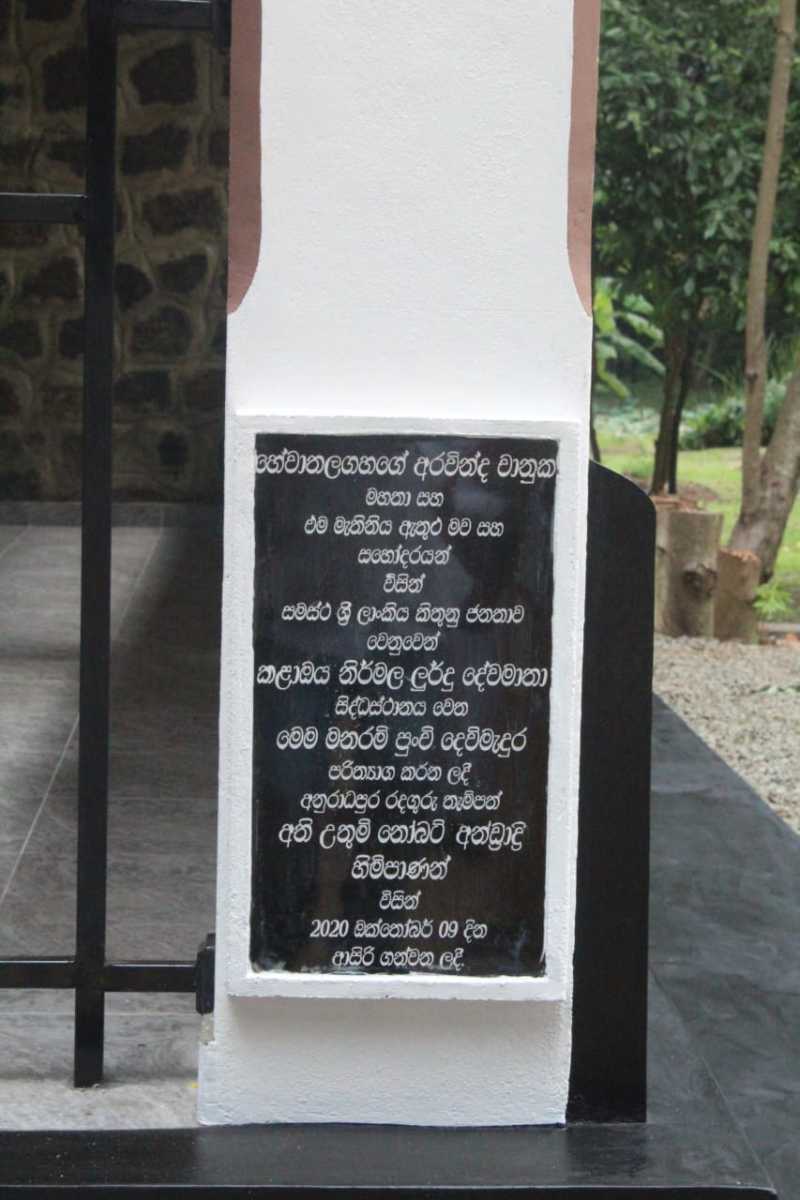 හේවාතලගහගේ අරවින්ද චානුක
මහතා සහ
එම මැතිනිය ඇතුළු මව සහ
සහෝදරයන්
විසින්
සමස්ථ ශ්‍රී ලාංකිය කිතුනු ජනතාව
වෙනුවෙන්
කළාඔය නිර්මල ලුර්දු දේවමාතා
සිද්ධස්ථානය වෙත
මෙම මනරම් පුංචි දෙව්මැදුර
පරිත්‍යාග කරන ලදී
අනුරාධපුර රදගුරු තැම්පත්
අති උතුම් නෝබට් අන්ඩ්‍රාදි
හිමිපාණන්
විසින්
2020 ඔක්තෝබර් 09 දින
ආසිරි ගන්වන ලදී.